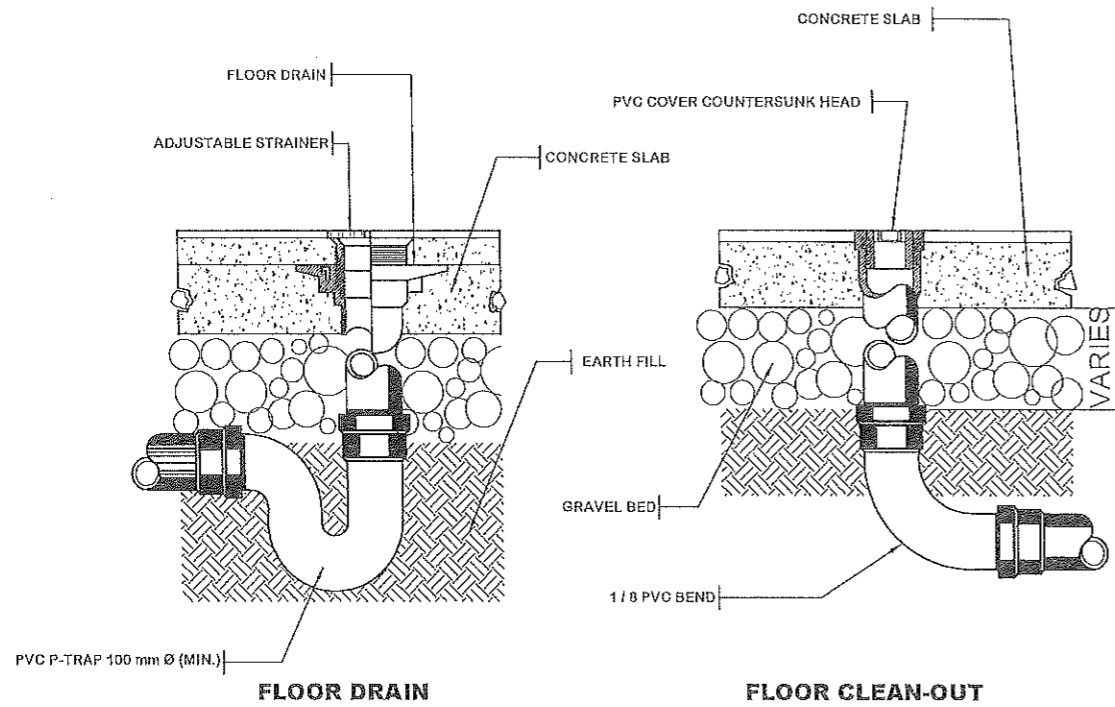 CONCRETE SLAB
FLOOR DRAIN
PVC COVER COUNTERSUNK HEAD
ADJUSTABLE STRAINER
CONCRETE SLAB
EARTH FILL
VARIES
GRAVEL BED
1 / 8 PVC BEND
PVC P-TRAP 100 mm Ø (MIN.)
FLOOR DRAIN
FLOOR CLEAN-OUT